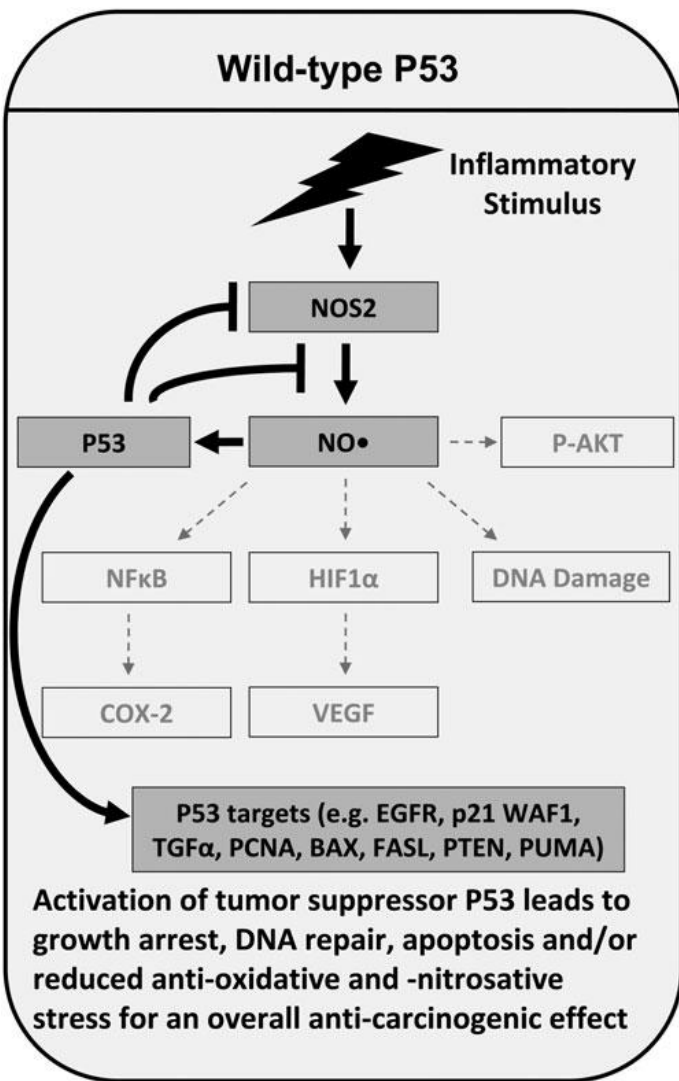 Wild-type P53
Inflammatory
Stimulus
NOS2
P53
NO•
P-AKT
NFκB
HIF1α
DNA Damage
COX-2
VEGF
P53 targets (e.g. EGFR, p21 WAF1,
TGFα, PCNA, BAX, FASL, PTEN, PUMA)
Activation of tumor suppressor P53 leads to
growth arrest, DNA repair, apoptosis and/or
reduced anti-oxidative and -nitrosative
stress for an overall anti-carcinogenic effect